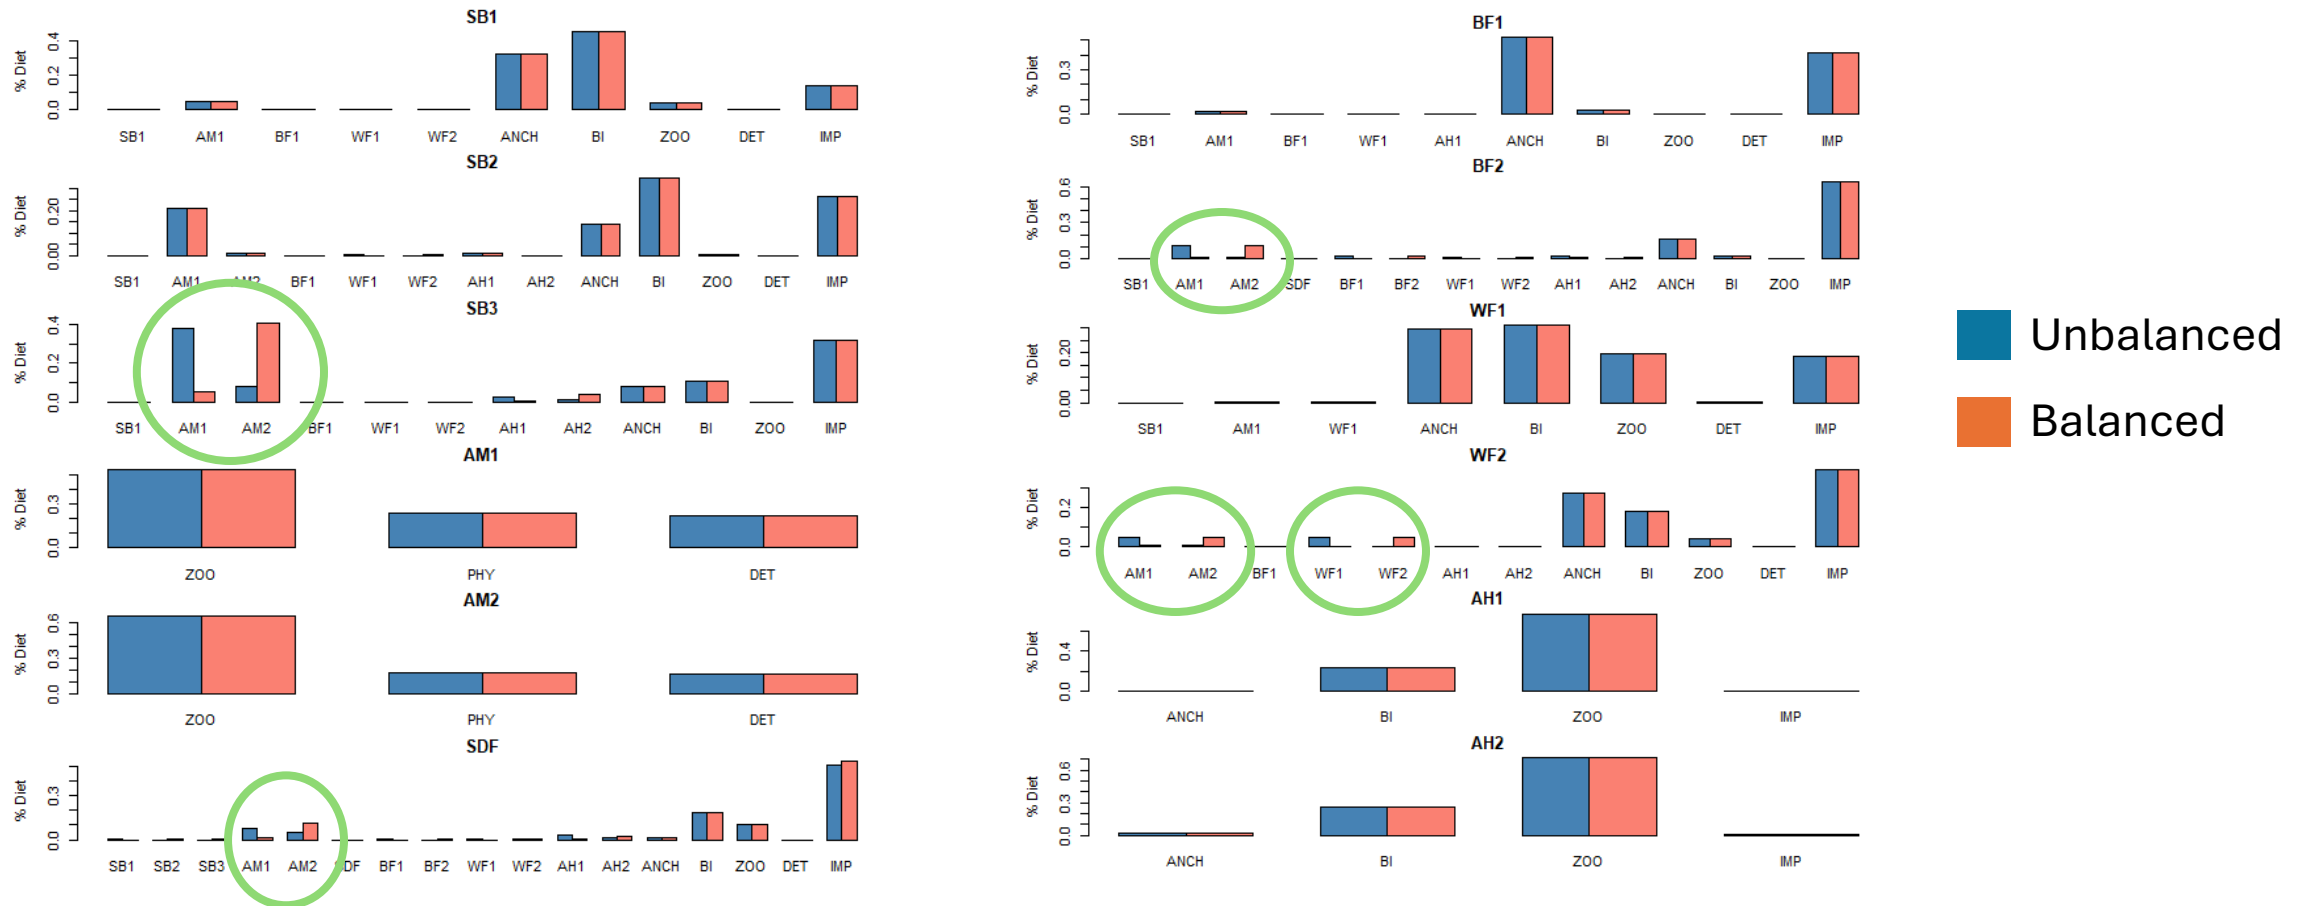 SB1
% Diet
0.0 0.2 0.4
SB1 AM1 BF1 WF1 WF2 ANCH BI ZOO DET IMP
SB2
% Diet
0.00 0.20
SB1 AM1 AM2 BF1 WF1 WF2 AH1 AH2 ANCH BI ZOO DET IMP
SB3
% Diet
0.0 0.2 0.4
SB1 AM1 AM2 BF1 WF1 WF2 AH1 AH2 ANCH BI ZOO IMP
AM1
% Diet
0.0 0.3
ZOO PHY DET
AM2
% Diet
0.0 0.3 0.6
ZOO PHY DET
SDF
% Diet
0.0 0.3
SB1 SB2 SB3 AM1 AM2 SDF BF1 BF2 WF1 WF2 AH1 AH2 ANCH BI ZOO DET IMP
BF1
% Diet
0.0 0.3
SB1 AM1 BF1 WF1 AH1 ANCH BI ZOO DET IMP
BF2
% Diet
0.0 0.3 0.6
SB1 AM1 AM2 SDF BF1 BF2 WF1 WF2 AH1 AH2 ANCH BI ZOO IMP
WF1
% Diet
0.00 0.20
SB1 AM1 WF1 ANCH BI ZOO DET IMP
WF2
% Diet
0.0 0.2
AM1 AM2 BF1 WF1 WF2 AH1 AH2 ANCH BI ZOO DET IMP
AH1
% Diet
0.0 0.4
ANCH BI ZOO IMP
AH2
% Diet
0.0 0.3 0.6
ANCH BI ZOO IMP
Unbalanced
Balanced